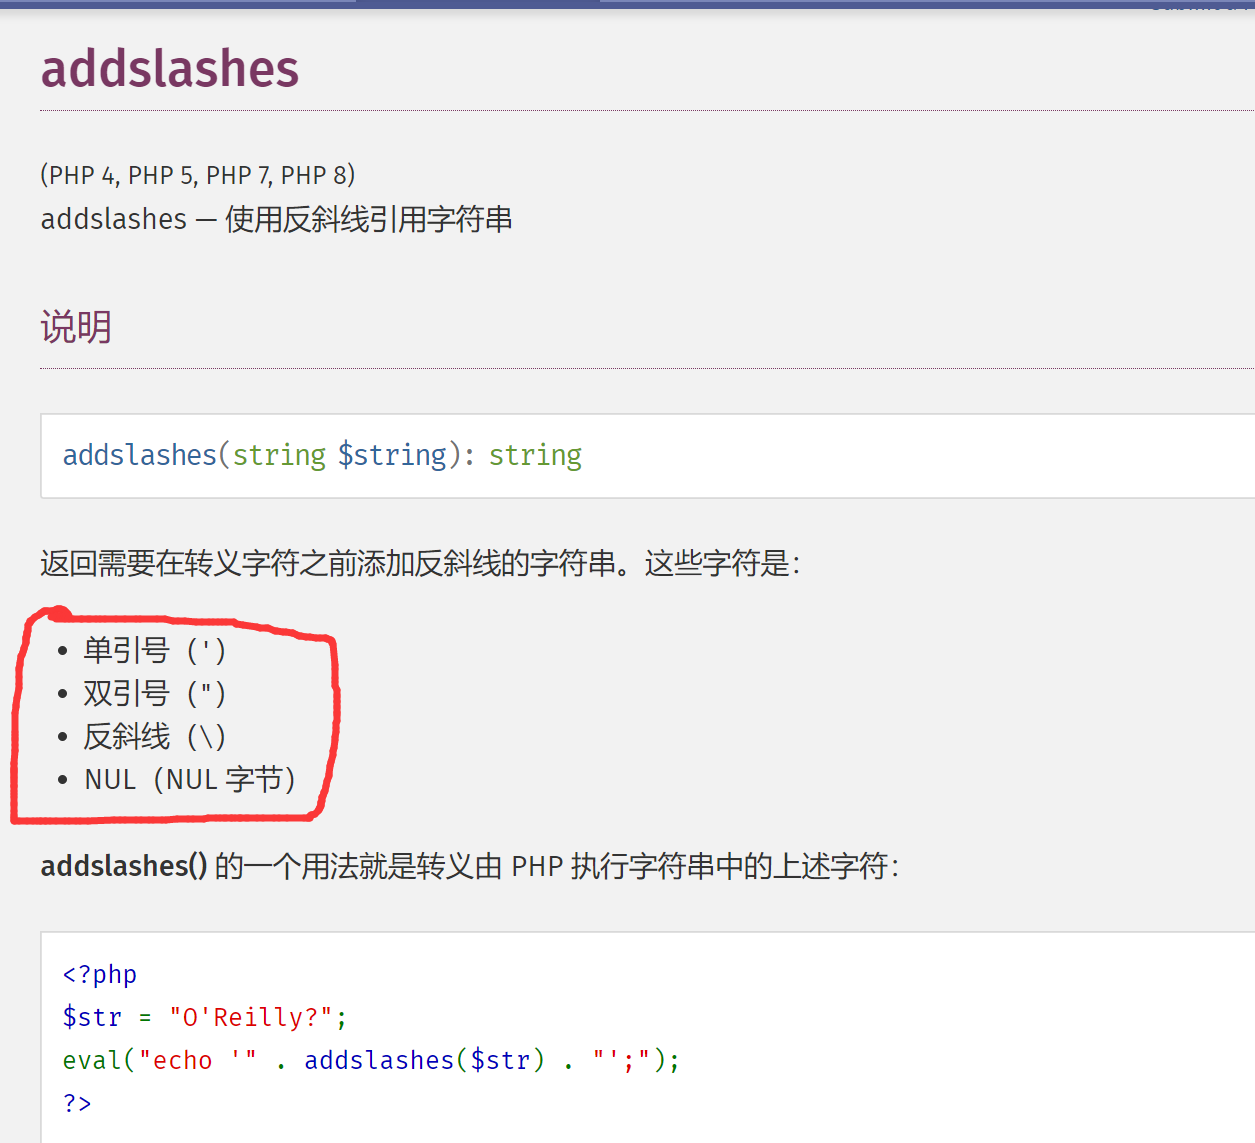 addslashes
(PHP 4, PHP 5, PHP 7, PHP 8)
addslashes — 使用反斜线引用字符串
说明
addslashes(string $string): string
返回需要在转义字符之前添加反斜线的字符串。这些字符是：
• 单引号（'）
• 双引号（"）
• 反斜线（\）
• NUL（NUL 字节）
addslashes() 的一个用法就是转义由 PHP 执行字符串中的上述字符：
<?php
$str = "O'Reilly?";
eval("echo '" . addslashes($str) . "';");
?>